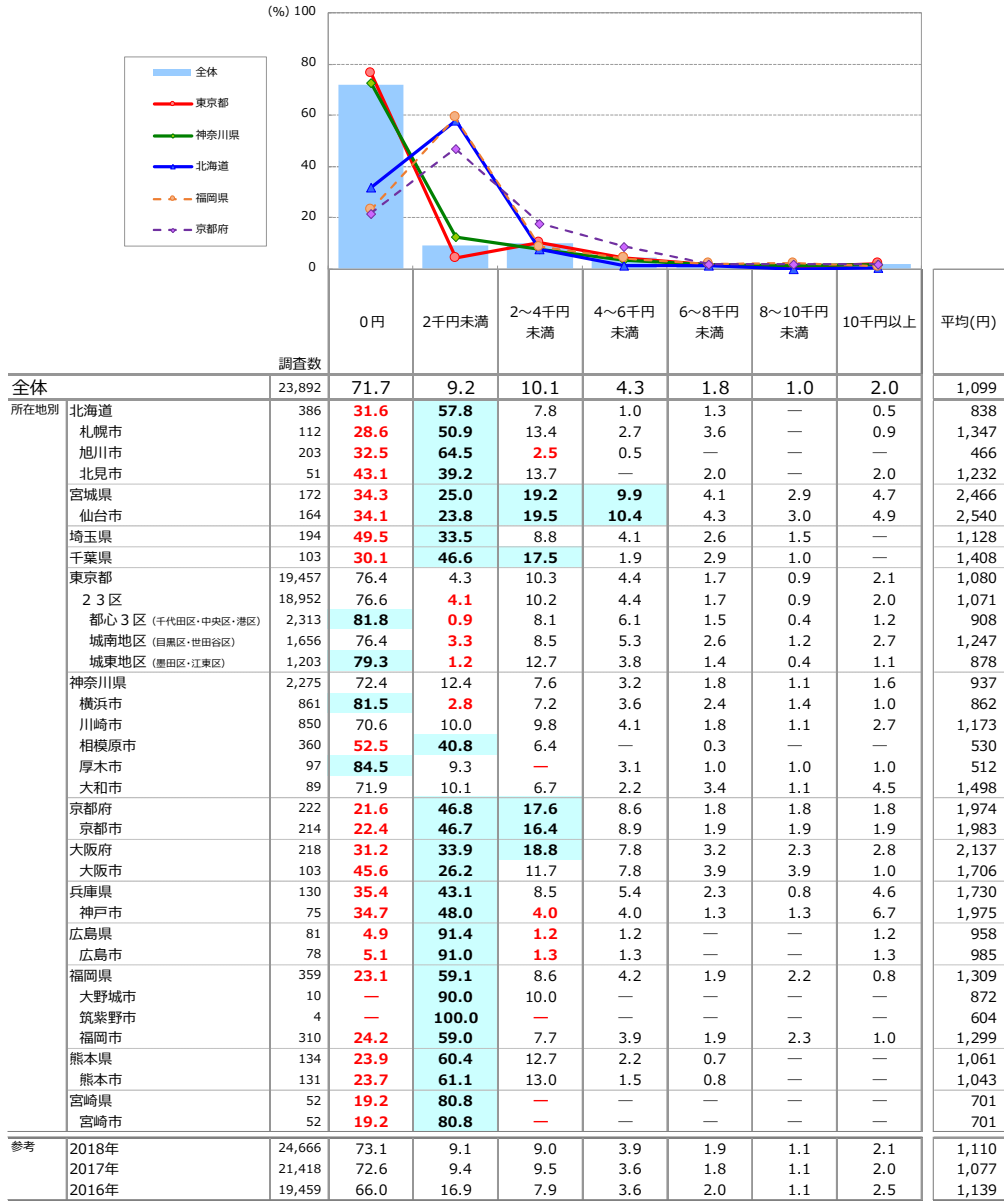 (%) 100
80
60
40
20
0
全体
東京都
神奈川県
北海道
福岡県
京都府
調査数 0円 2千円未満 2～4千円未満 4～6千円未満 6～8千円未満 8～10千円未満 10千円以上 平均(円)
全体 23,892 71.7 9.2 10.1 4.3 1.8 1.0 2.0 1,099
所在地別 北海道 386 31.6 57.8 7.8 1.0 1.3 — 0.5 838
札幌市 112 28.6 50.9 13.4 2.7 3.6 — 0.9 1,347
旭川市 203 32.5 64.5 2.5 0.5 — — — 466
北見市 51 43.1 39.2 13.7 — 2.0 — 2.0 1,232
宮城県 172 34.3 25.0 19.2 9.9 4.1 2.9 4.7 2,466
仙台市 164 34.1 23.8 19.5 10.4 4.3 3.0 4.9 2,540
埼玉県 194 49.5 33.5 8.8 4.1 2.6 1.5 — 1,128
千葉県 103 30.1 46.6 17.5 1.9 2.9 1.0 — 1,408
東京都 19,457 76.4 4.3 10.3 4.4 1.7 0.9 2.1 1,080
２３区 18,952 76.6 4.1 10.2 4.4 1.7 0.9 2.0 1,071
都心３区 (千代田区・中央区・港区) 2,313 81.8 0.9 8.1 6.1 1.5 0.4 1.2 908
城南地区 (目黒区・世田谷区) 1,656 76.4 3.3 8.5 5.3 2.6 1.2 2.7 1,247
城東地区 (墨田区・江東区) 1,203 79.3 1.2 12.7 3.8 1.4 0.4 1.1 878
神奈川県 2,275 72.4 12.4 7.6 3.2 1.8 1.1 1.6 937
横浜市 861 81.5 2.8 7.2 3.6 2.4 1.4 1.0 862
川崎市 850 70.6 10.0 9.8 4.1 1.8 1.1 2.7 1,173
相模原市 360 52.5 40.8 6.4 — 0.3 — — 530
厚木市 97 84.5 9.3 — 3.1 1.0 1.0 1.0 512
大和市 89 71.9 10.1 6.7 2.2 3.4 1.1 4.5 1,498
京都府 222 21.6 46.8 17.6 8.6 1.8 1.8 1.8 1,974
京都市 214 22.4 46.7 16.4 8.9 1.9 1.9 1.9 1,983
大阪府 218 31.2 33.9 18.8 7.8 3.2 2.3 2.8 2,137
大阪市 103 45.6 26.2 11.7 7.8 3.9 3.9 1.0 1,706
兵庫県 130 35.4 43.1 8.5 5.4 2.3 0.8 4.6 1,730
神戸市 75 34.7 48.0 4.0 4.0 1.3 1.3 6.7 1,975
広島県 81 4.9 91.4 1.2 1.2 — — 1.2 958
広島市 78 5.1 91.0 1.3 1.3 — — 1.3 985
福岡県 359 23.1 59.1 8.6 4.2 1.9 2.2 0.8 1,309
大野城市 10 — 90.0 10.0 — — — — 872
筑紫野市 4 — 100.0 — — — — — 604
福岡市 310 24.2 59.0 7.7 3.9 1.9 2.3 1.0 1,299
熊本県 134 23.9 60.4 12.7 2.2 0.7 — — 1,061
熊本市 131 23.7 61.1 13.0 1.5 0.8 — — 1,043
宮崎県 52 19.2 80.8 — — — — — 701
宮崎市 52 19.2 80.8 — — — — — 701
参考 2018年 24,666 73.1 9.1 9.0 3.9 1.9 1.1 2.1 1,110
2017年 21,418 72.6 9.4 9.5 3.6 1.8 1.1 2.0 1,077
2016年 19,459 66.0 16.9 7.9 3.6 2.0 1.1 2.5 1,139